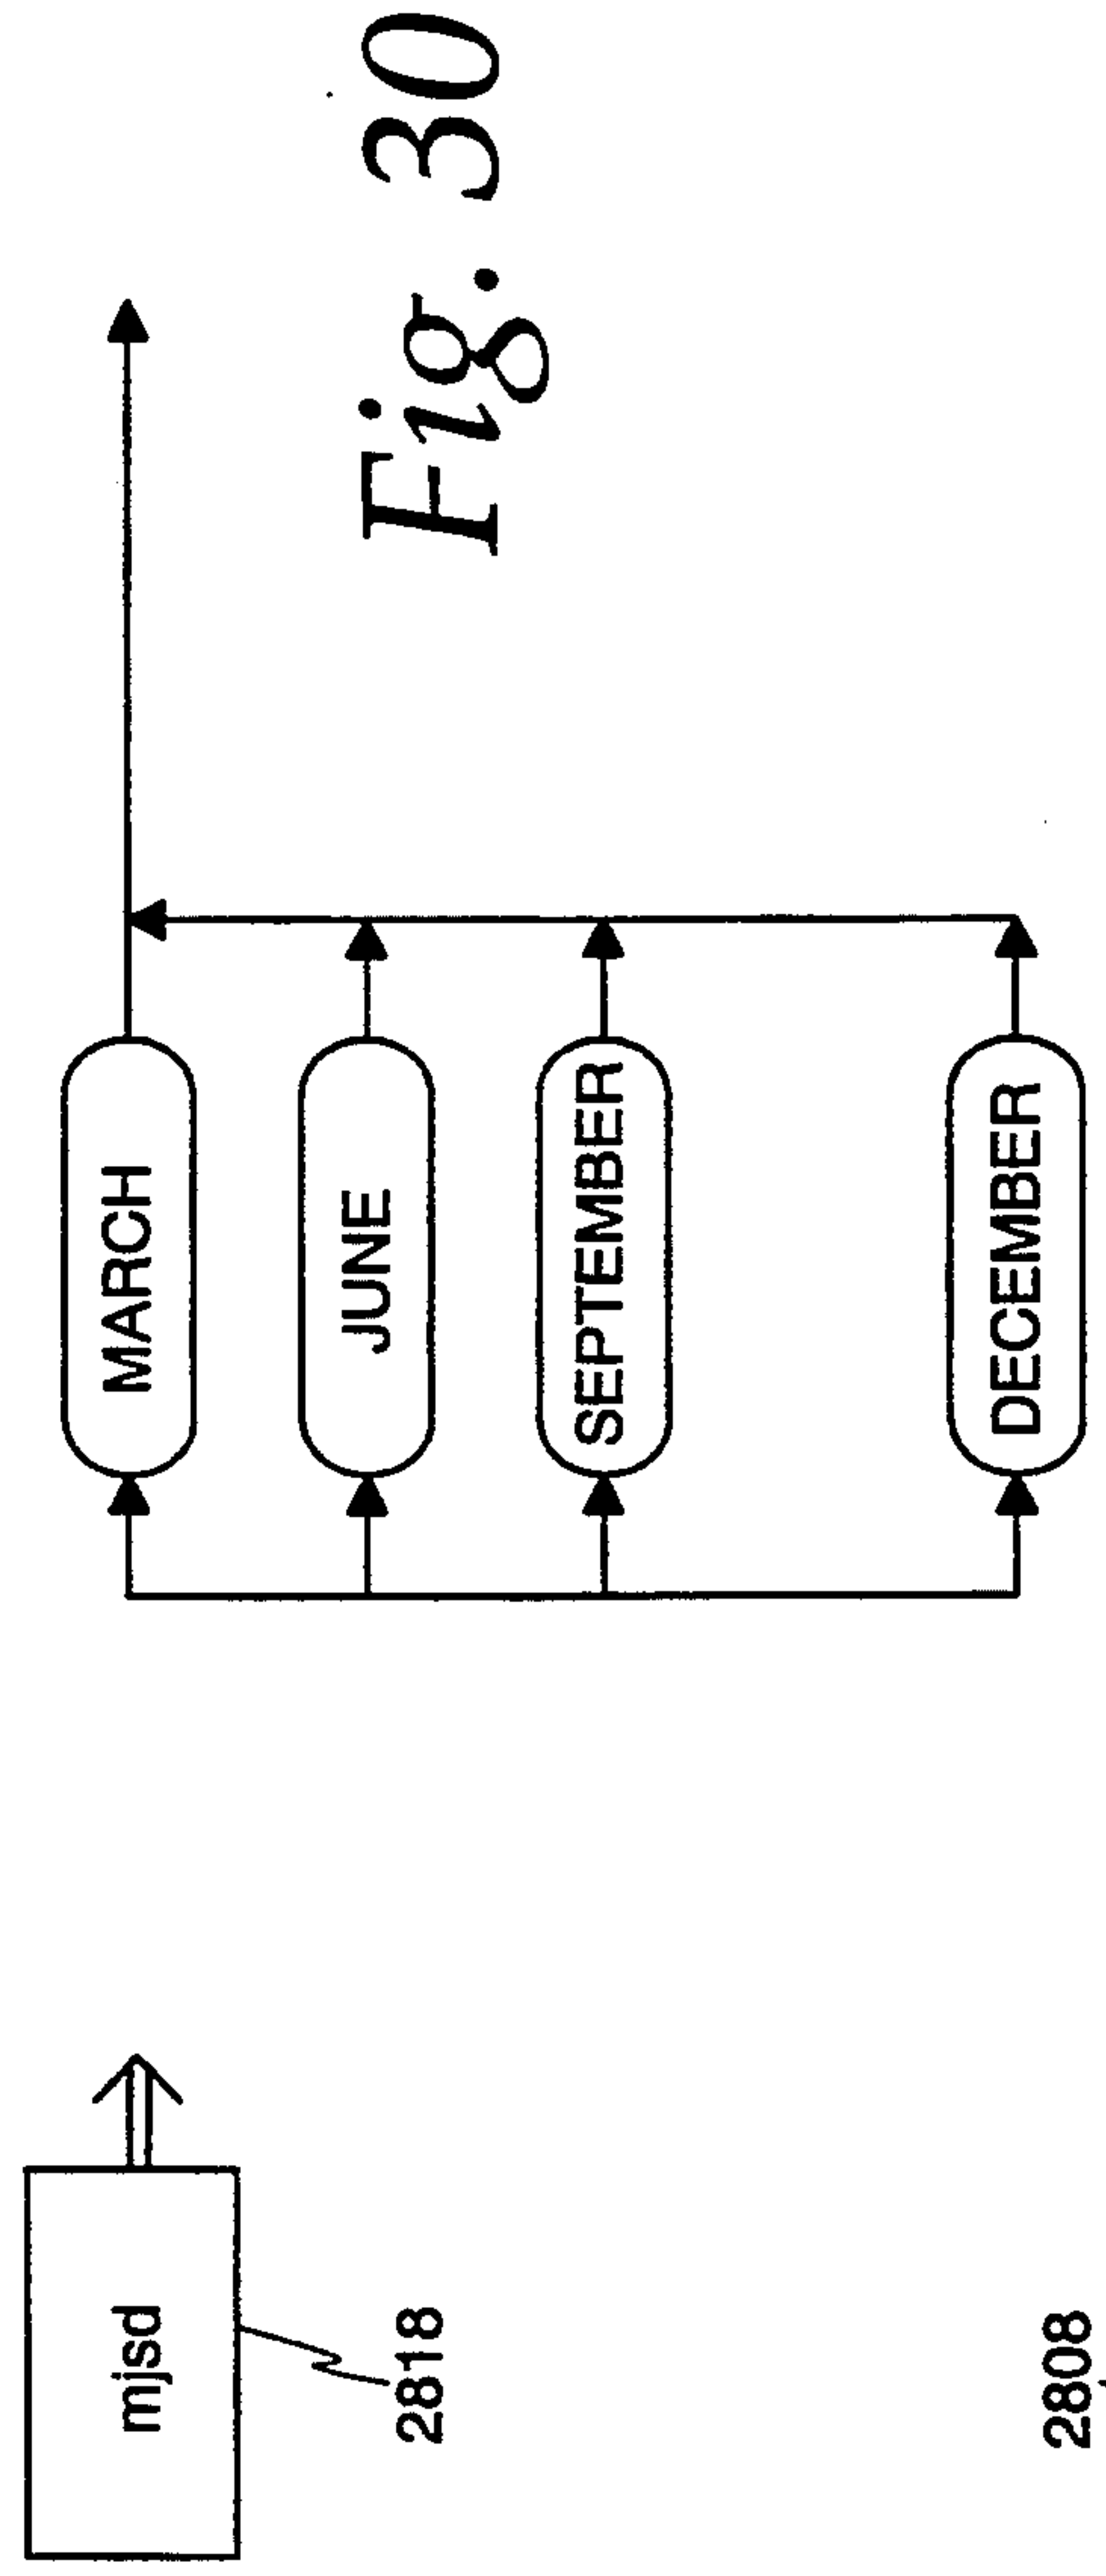 mjsd
2818
MARCH
JUNE
SEPTEMBER
DECEMBER
Fig. 30
2808